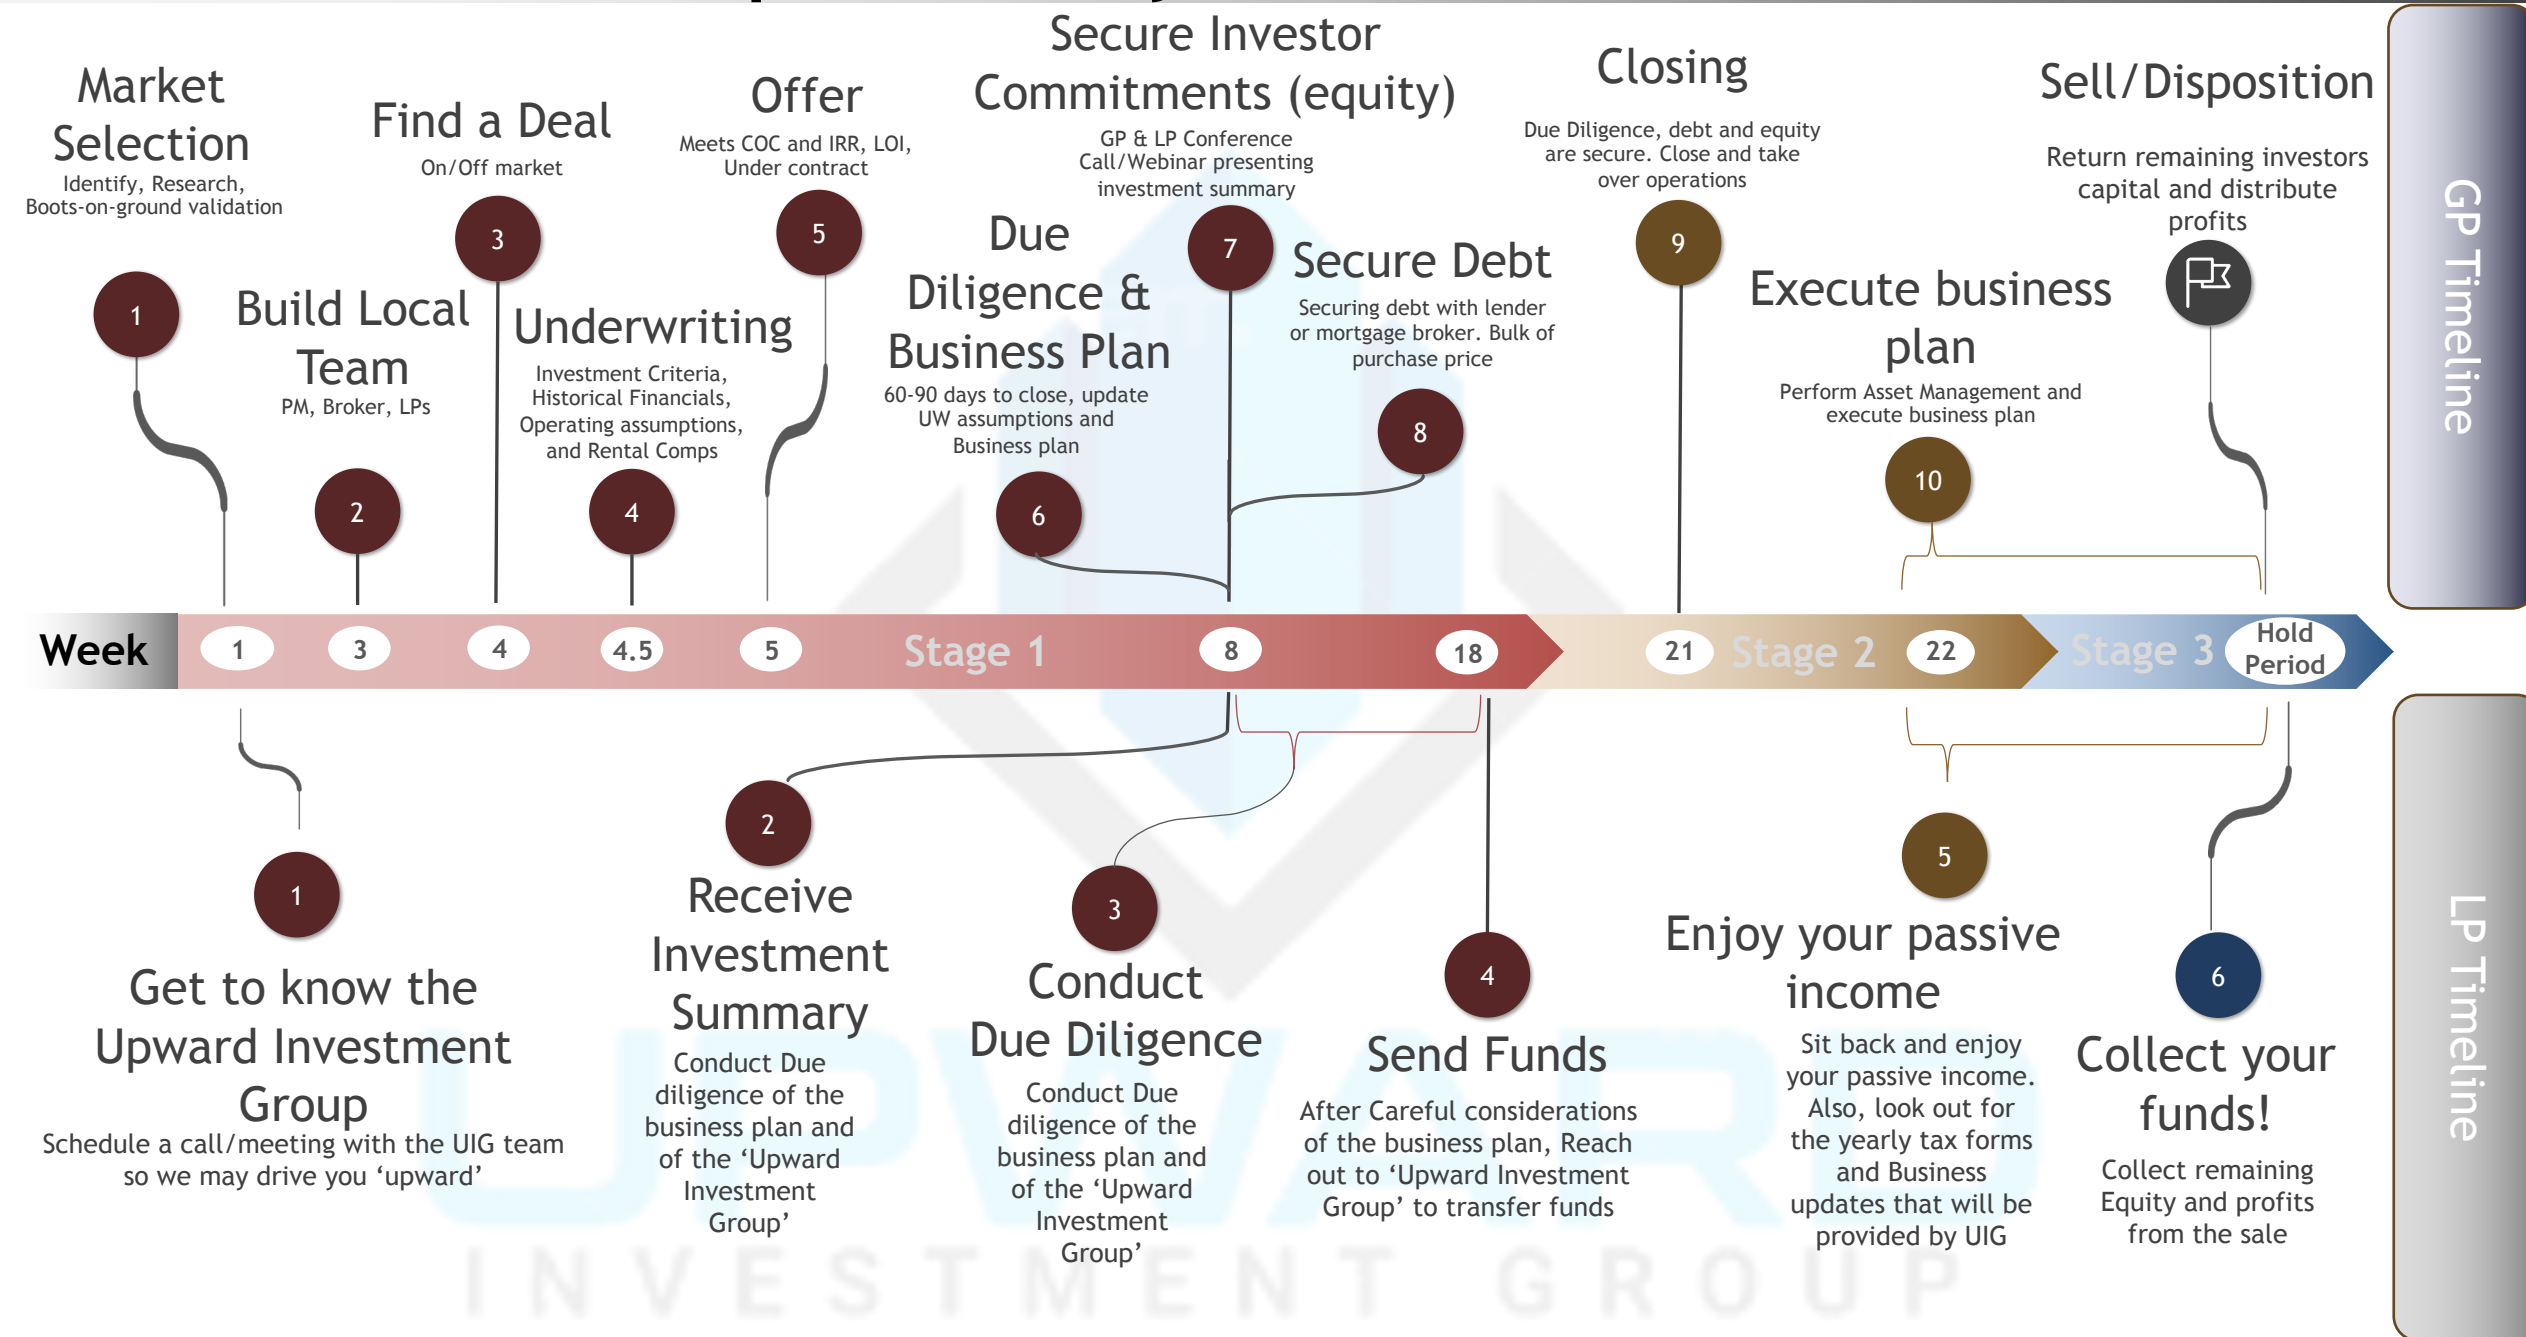 Market
Selection
Identify, Research,
Boots-on-ground validation
1
Build Local
Team
PM, Broker, LPs
2
Find a Deal
On/Off market
3
Underwriting
Investment Criteria,
Historical Financials,
Operating assumptions,
and Rental Comps
4
Offer
Meets COC and IRR, LOI,
Under contract
5
Due
Diligence &
Business Plan
60-90 days to close, update
UW assumptions and
Business plan
6
Secure Investor
Commitments (equity)
GP & LP Conference
Call/Webinar presenting
investment summary
7
Secure Debt
Securing debt with lender
or mortgage broker. Bulk of
purchase price
8
Closing
Due Diligence, debt and equity
are secure. Close and take
over operations
9
Execute business
plan
Perform Asset Management and
execute business plan
10
Sell/Disposition
Return remaining investors
capital and distribute
profits
GP Timeline
Week
1
3
4
4.5
5
Stage 1
8
18
21
Stage 2
22
Stage 3
Hold
Period
1
Get to know the
Upward Investment
Group
Schedule a call/meeting with the UIG team
so we may drive you ‘upward’
2
Receive
Investment
Summary
Conduct Due
diligence of the
business plan and
of the ‘Upward
Investment
Group’
3
Conduct
Due Diligence
Conduct Due
diligence of the
business plan and
of the ‘Upward
Investment
Group’
4
Send Funds
After Careful considerations
of the business plan, Reach
out to ‘Upward Investment
Group’ to transfer funds
5
Enjoy your passive
income
Sit back and enjoy
your passive income.
Also, look out for
the yearly tax forms
and Business
updates that will be
provided by UIG
6
Collect your
funds!
Collect remaining
Equity and profits
from the sale
LP Timeline
UPWARD
INVESTMENT GROUP